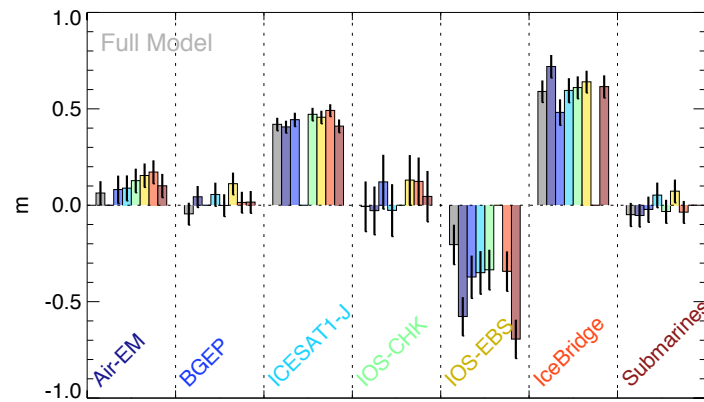 1.0
Full Model
0.5
m
0.0
-0.5
-1.0
Air-EM
BGEP
ICESAT1-J
IOS-CHK
IOS-EBS
IceBridge
Submarines